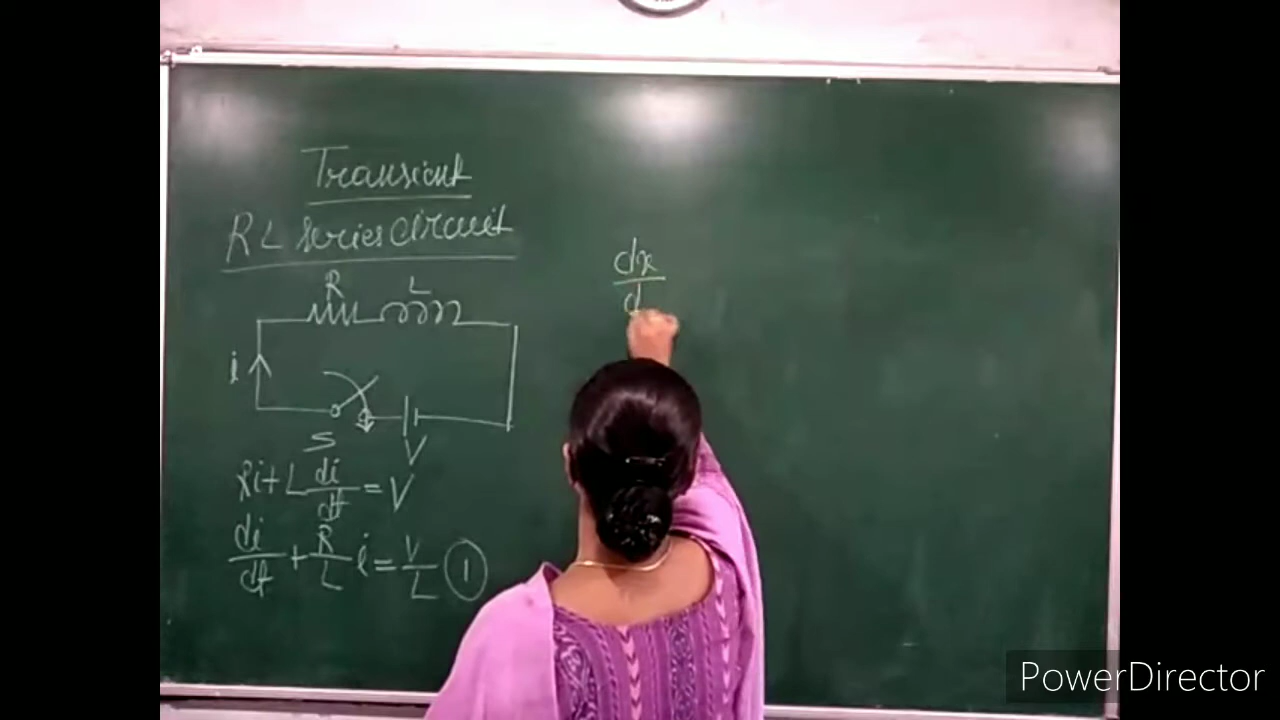 Transient
RL series circuit
R L
i
S V
Ri + L di/dt = V
di/dt + R/L i = V/L 1
dx
d
PowerDirector